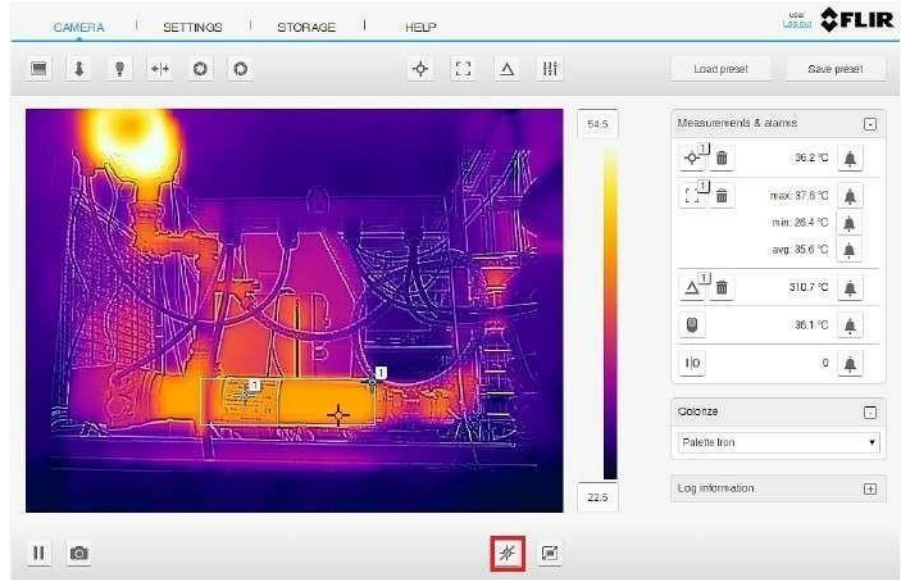 CAMERA SETTINGS STORAGE HELP
user
Log out
FLIR
Load preset Save preset
54.5
22.5
Measurements & alarms
1 36.2 °C
1 max: 37.6 °C
min: 26.4 °C
avg: 35.6 °C
1 310.7 °C
36.1 °C
I/O 0
Colorize
Palette Iron
Log information
1
1